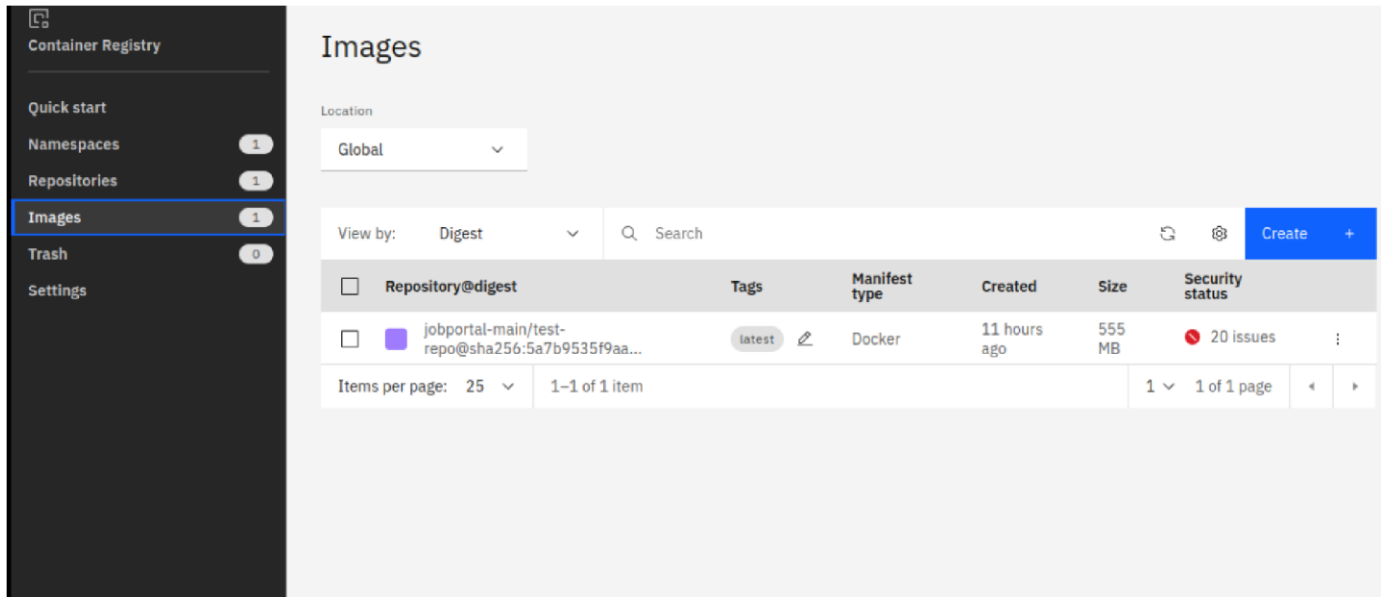 Container Registry
Quick start
Namespaces 1
Repositories 1
Images 1
Trash 0
Settings
Images
Location
Global
View by: Digest Search Create +
Repository@digest Tags Manifest type Created Size Security status
jobportal-main/test-
repo@sha256:5a7b9535f9aa... latest Docker 11 hours ago 555 MB 20 issues
Items per page: 25 1–1 of 1 item 1 1 of 1 page